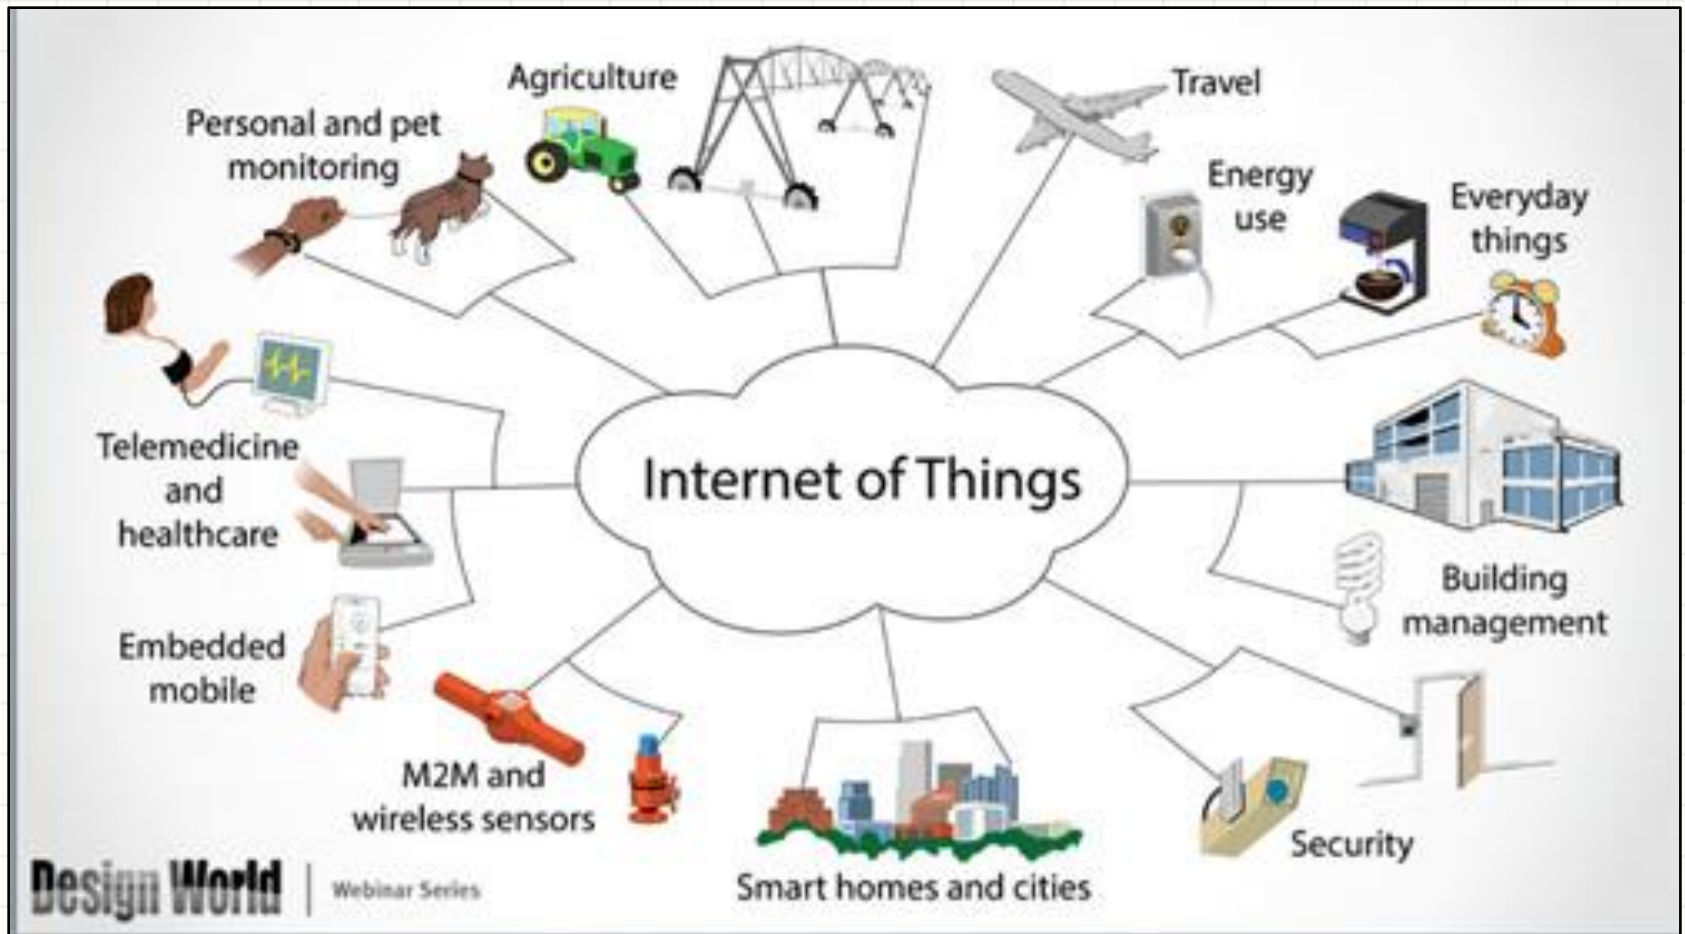 Agriculture
Travel
Personal and pet
monitoring
Energy
use
Everyday
things
Telemedicine
and
healthcare
Internet of Things
Building
management
Embedded
mobile
M2M and
wireless sensors
Smart homes and cities
Security
Design World
Webinar Series